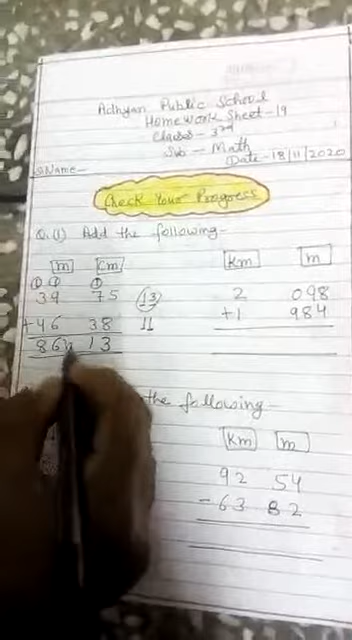 Adhyan Public School
Homework Sheet-19
Class- 3rd
Sub- Math
Name-
Date-18/11/2020
Check Your Progress
Q.(1) Add the following-
m cm km m
1 1 1
39 75 13 2 098
+46 38 11 +1 984
86m 13
the following-
km m
92 54
-63 82